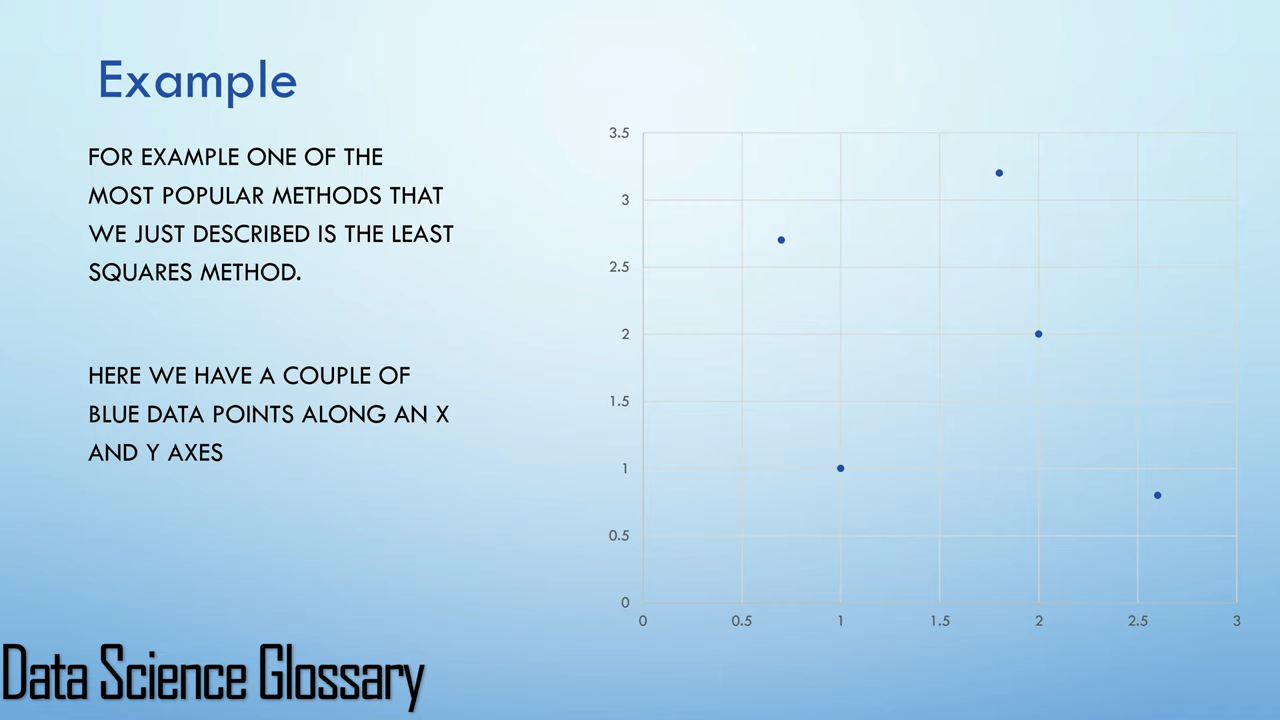 Example
FOR EXAMPLE ONE OF THE
MOST POPULAR METHODS THAT
WE JUST DESCRIBED IS THE LEAST
SQUARES METHOD.
HERE WE HAVE A COUPLE OF
BLUE DATA POINTS ALONG AN X
AND Y AXES
3.5
3
2.5
2
1.5
1
0.5
0
0 0.5 1 1.5 2 2.5 3
Data Science Glossary